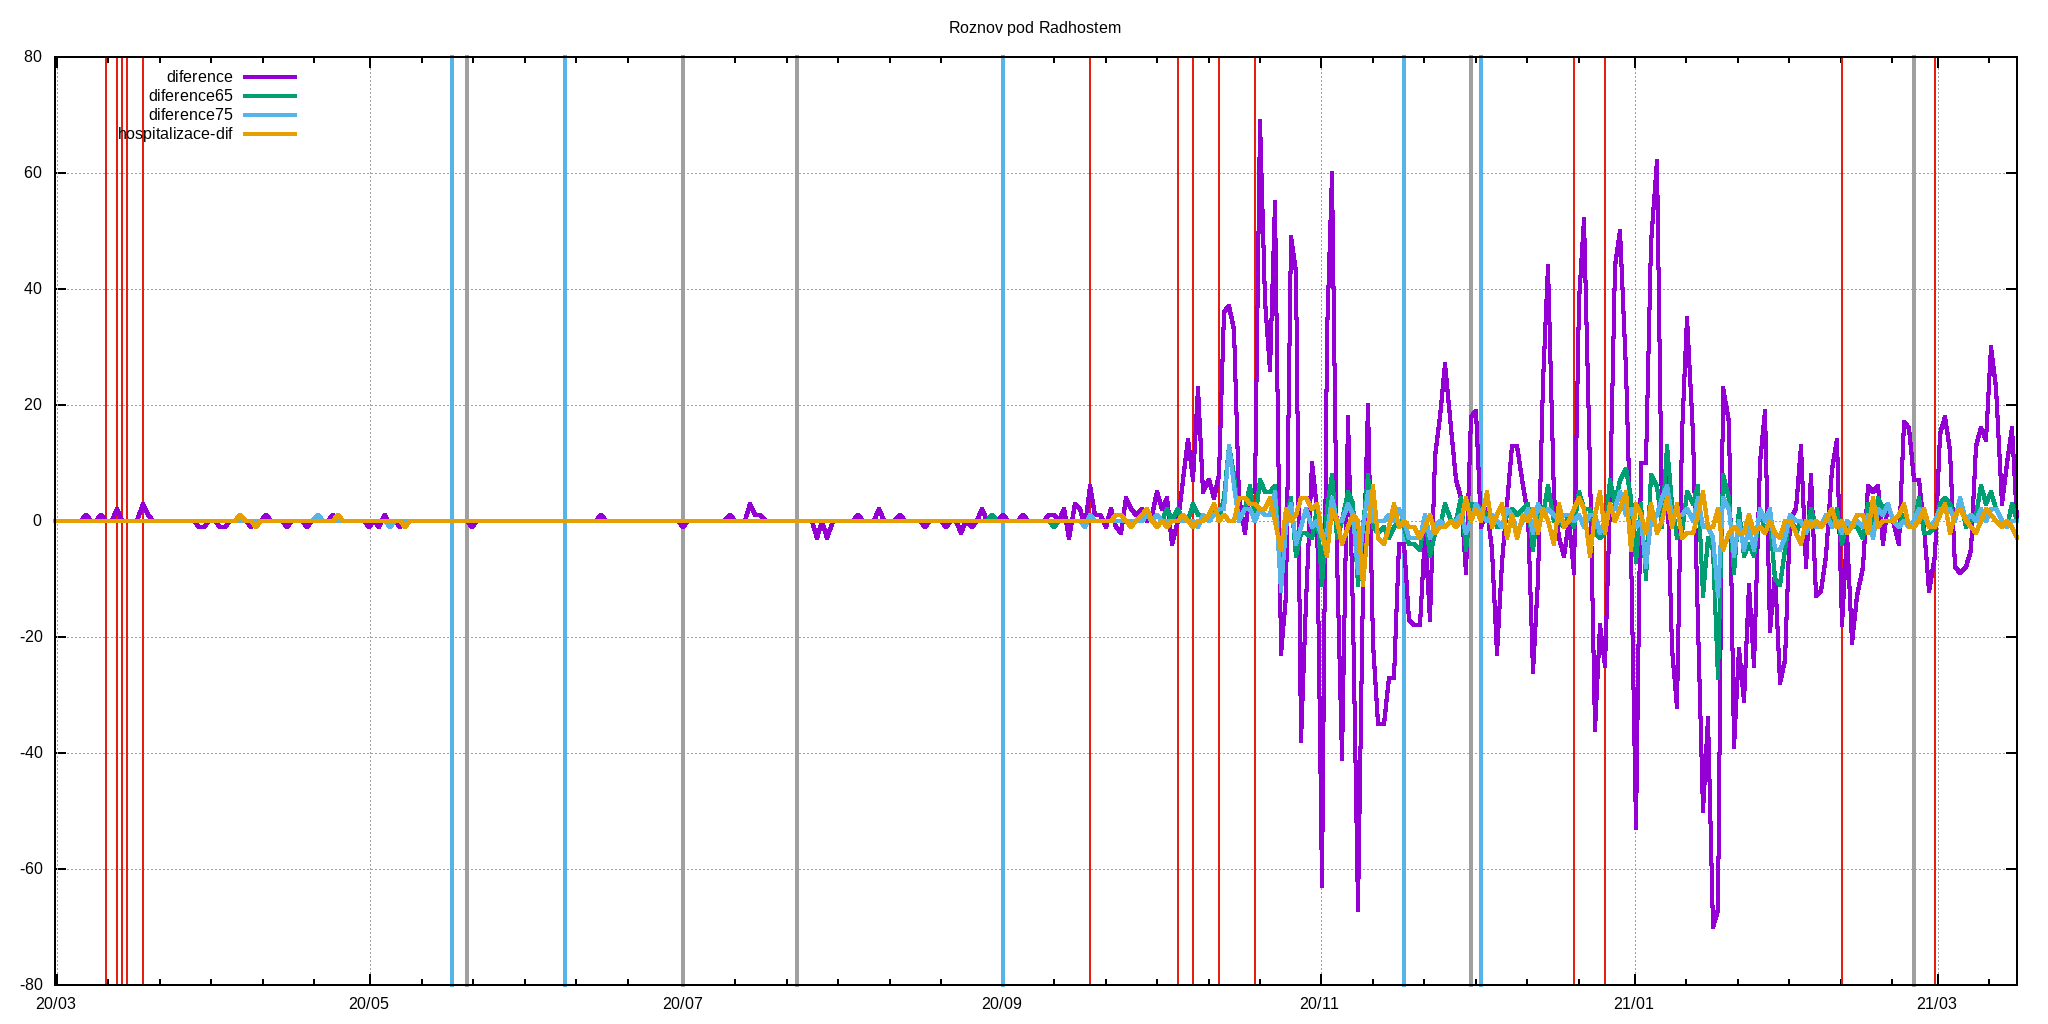 Roznov pod Radhostem
80
diference
diference65
diference75
hospitalizace-dif
60
40
20
0
-20
-40
-60
-80
20/03 20/05 20/07 20/09 20/11 21/01 21/03